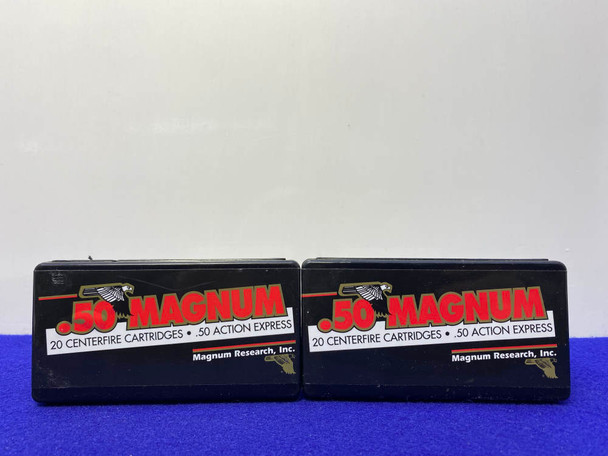 .50 MAGNUM
20 CENTERFIRE CARTRIDGES • .50 ACTION EXPRESS
Magnum Research, Inc.
.50 MAGNUM
20 CENTERFIRE CARTRIDGES • .50 ACTION EXPRESS
Magnum Research, Inc.